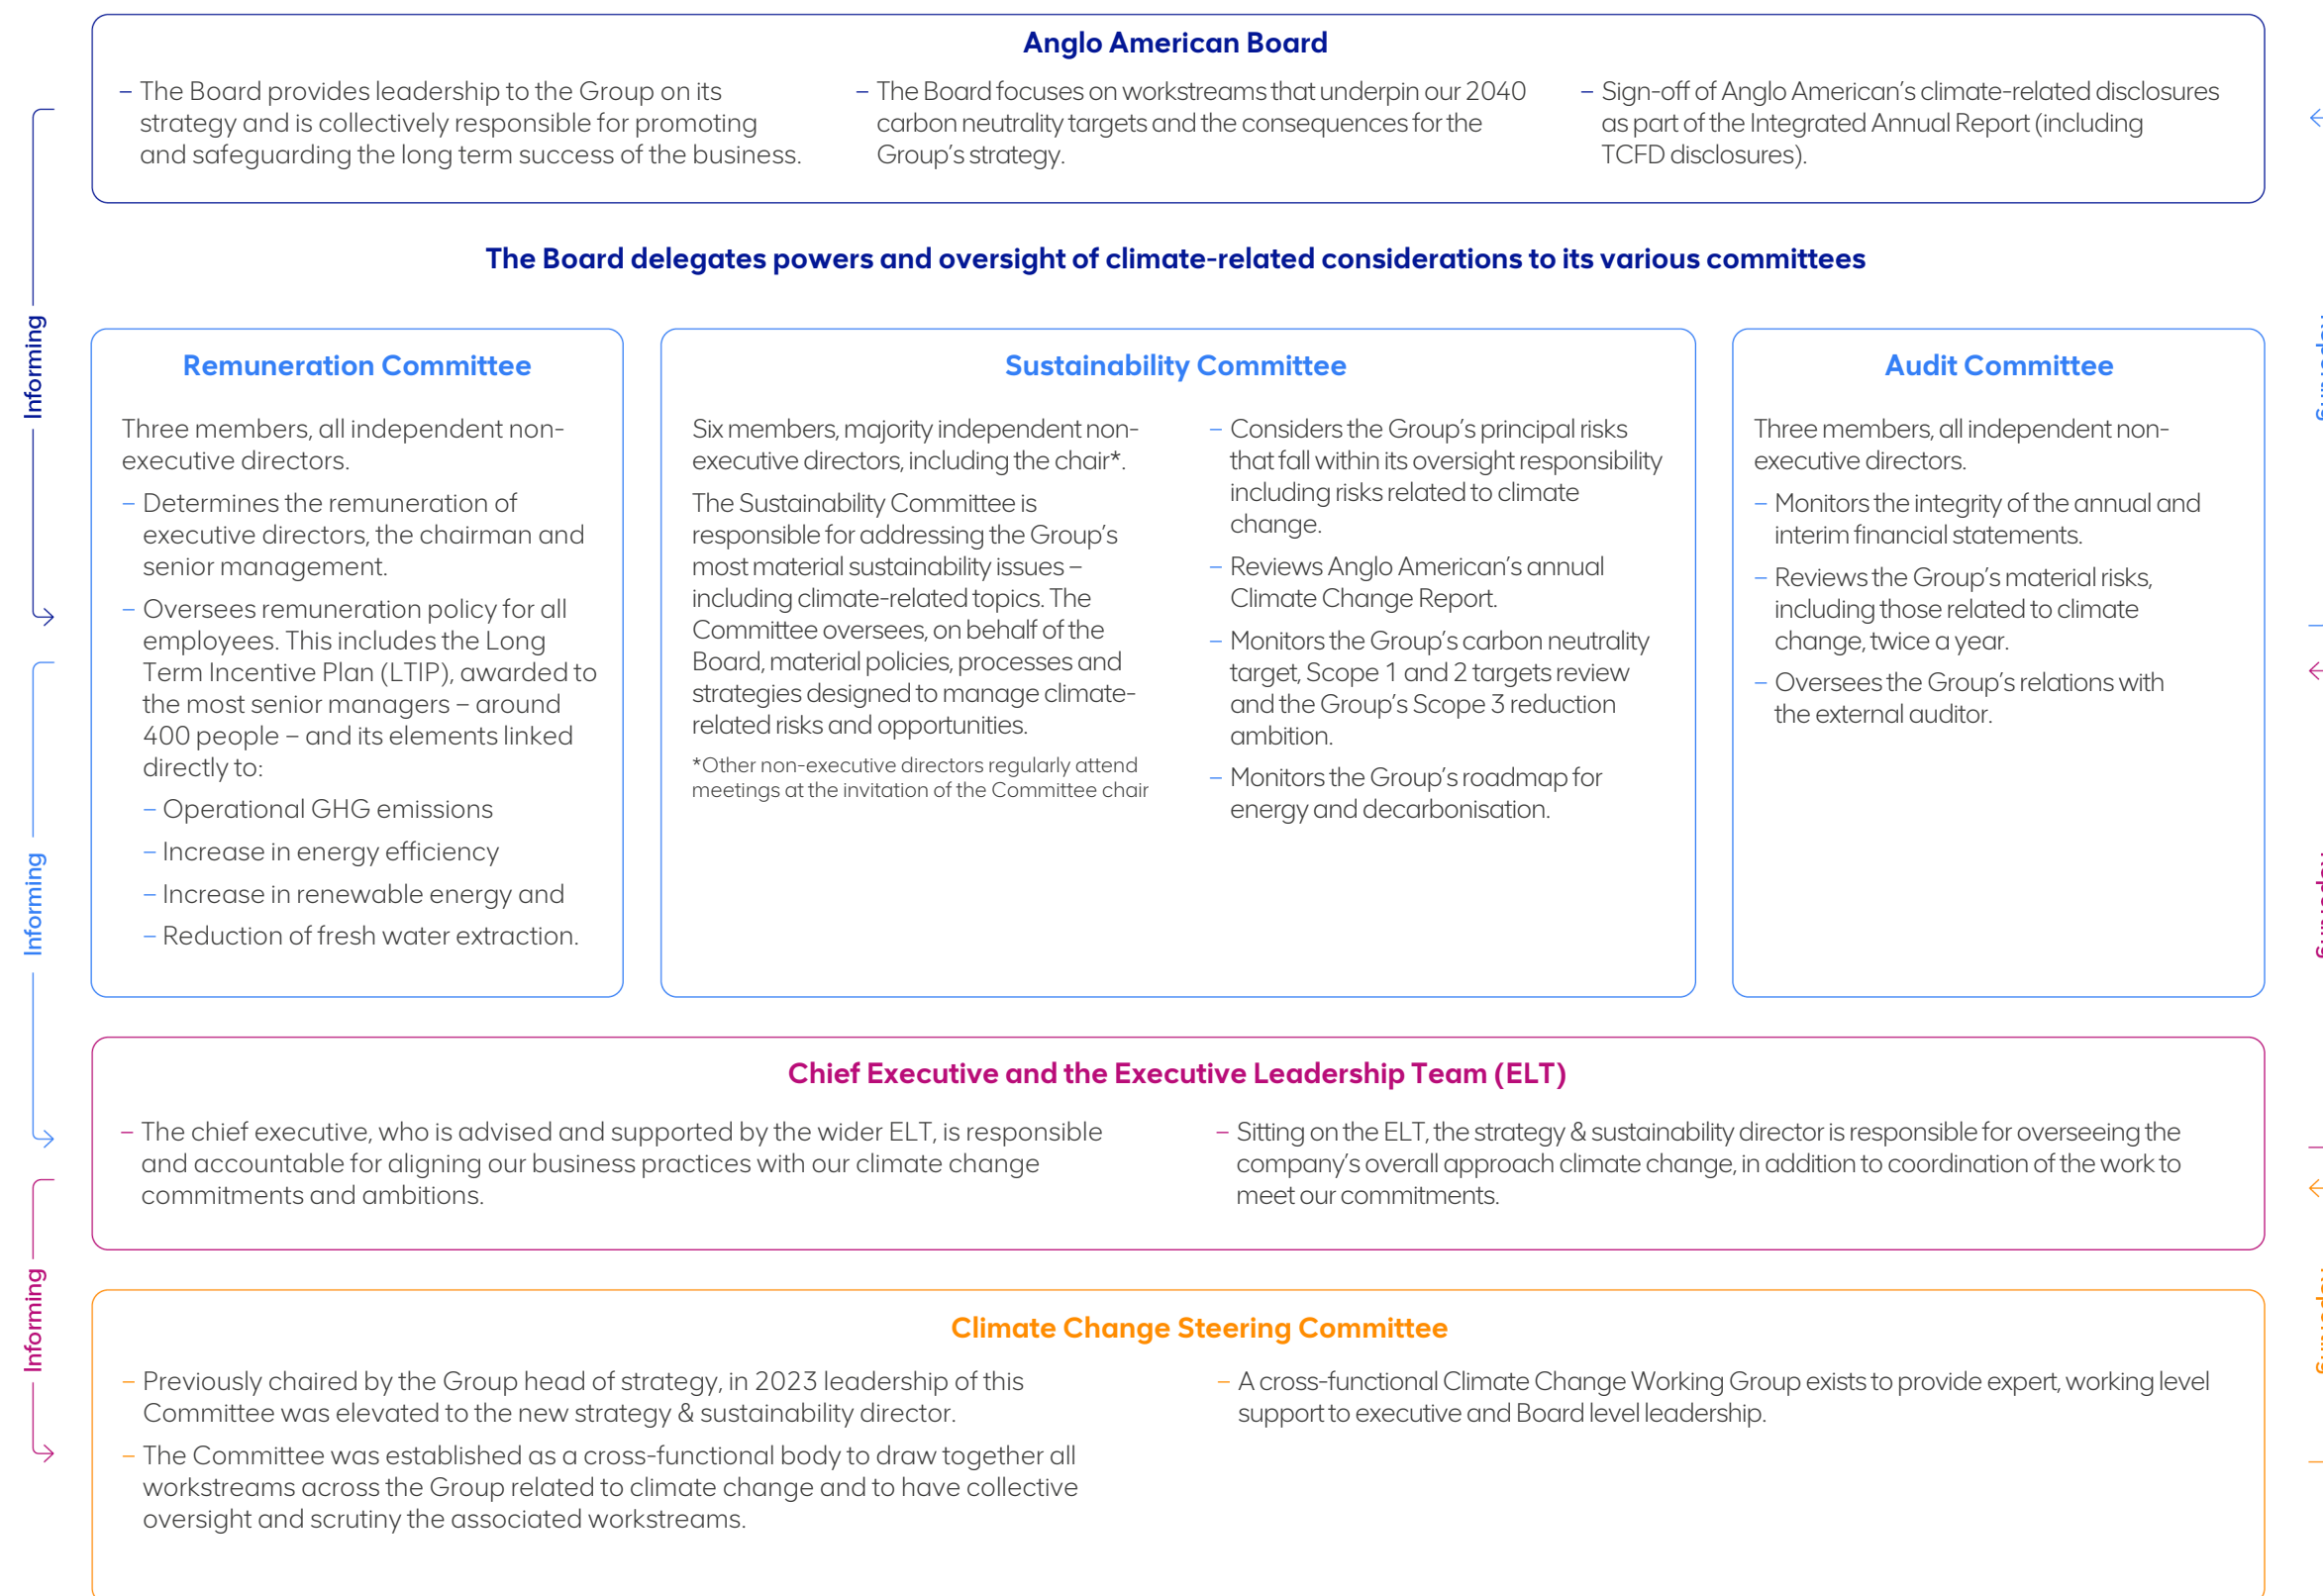 Anglo American Board
– The Board provides leadership to the Group on its
strategy and is collectively responsible for promoting
and safeguarding the long term success of the business.
– The Board focuses on workstreams that underpin our 2040
carbon neutrality targets and the consequences for the
Group’s strategy.
– Sign-off of Anglo American’s climate-related disclosures
as part of the Integrated Annual Report (including
TCFD disclosures).
The Board delegates powers and oversight of climate-related considerations to its various committees
Informing
Remuneration Committee
Three members, all independent non-
executive directors.
– Determines the remuneration of
executive directors, the chairman and
senior management.
– Oversees remuneration policy for all
employees. This includes the Long
Term Incentive Plan (LTIP), awarded to
the most senior managers – around
400 people – and its elements linked
directly to:
– Operational GHG emissions
– Increase in energy efficiency
– Increase in renewable energy and
– Reduction of fresh water extraction.
Sustainability Committee
Six members, majority independent non-
executive directors, including the chair*.
The Sustainability Committee is
responsible for addressing the Group’s
most material sustainability issues –
including climate-related topics. The
Committee oversees, on behalf of the
Board, material policies, processes and
strategies designed to manage climate-
related risks and opportunities.
*Other non-executive directors regularly attend
meetings at the invitation of the Committee chair
– Considers the Group’s principal risks
that fall within its oversight responsibility
including risks related to climate
change.
– Reviews Anglo American’s annual
Climate Change Report.
– Monitors the Group’s carbon neutrality
target, Scope 1 and 2 targets review
and the Group’s Scope 3 reduction
ambition.
– Monitors the Group’s roadmap for
energy and decarbonisation.
Audit Committee
Three members, all independent non-
executive directors.
– Monitors the integrity of the annual and
interim financial statements.
– Reviews the Group’s material risks,
including those related to climate
change, twice a year.
– Oversees the Group’s relations with
the external auditor.
Informing
Chief Executive and the Executive Leadership Team (ELT)
– The chief executive, who is advised and supported by the wider ELT, is responsible
and accountable for aligning our business practices with our climate change
commitments and ambitions.
– Sitting on the ELT, the strategy & sustainability director is responsible for overseeing the
company’s overall approach climate change, in addition to coordination of the work to
meet our commitments.
Informing
Climate Change Steering Committee
– Previously chaired by the Group head of strategy, in 2023 leadership of this
Committee was elevated to the new strategy & sustainability director.
– The Committee was established as a cross-functional body to draw together all
workstreams across the Group related to climate change and to have collective
oversight and scrutiny the associated workstreams.
– A cross-functional Climate Change Working Group exists to provide expert, working level
support to executive and Board level leadership.